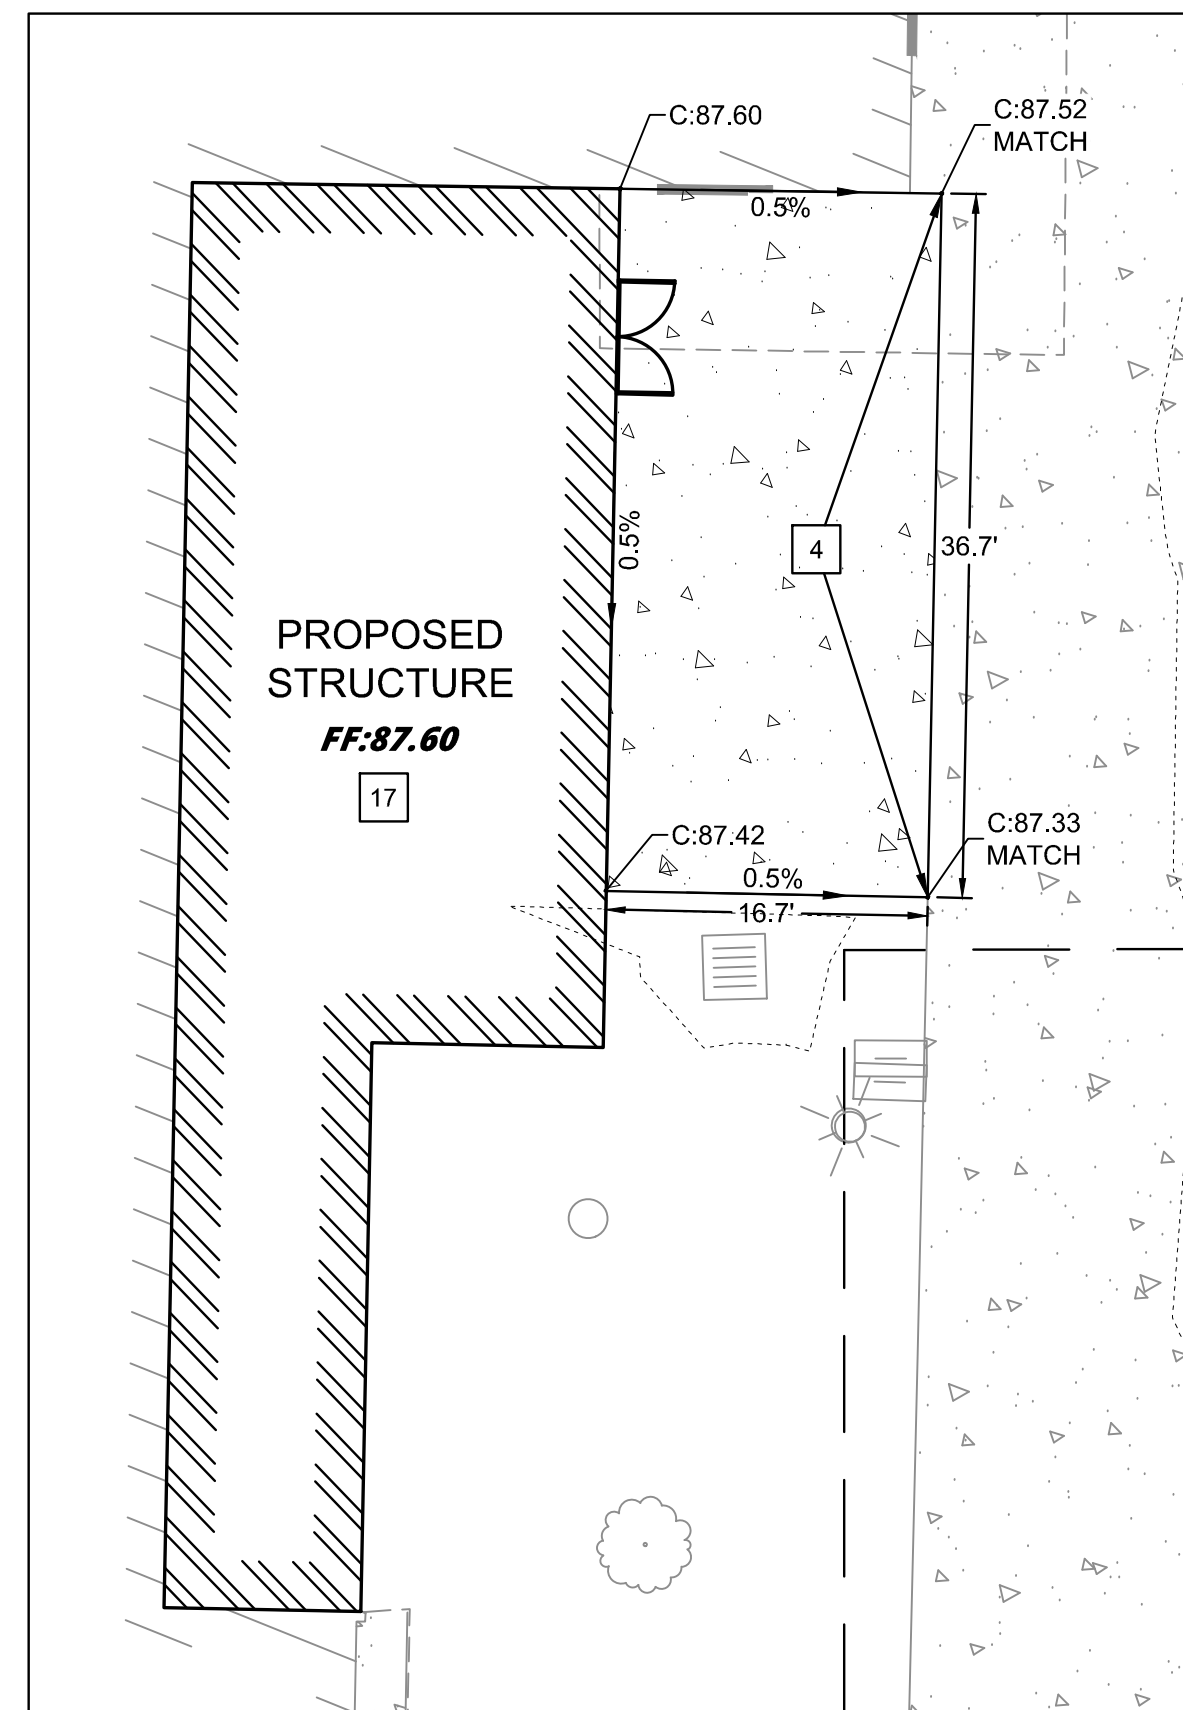 C:87.60
C:87.52
MATCH
0.5%
0.5%
4
36.7'
PROPOSED
STRUCTURE
FF:87.60
17
C:87.42
C:87.33
MATCH
0.5%
16.7'